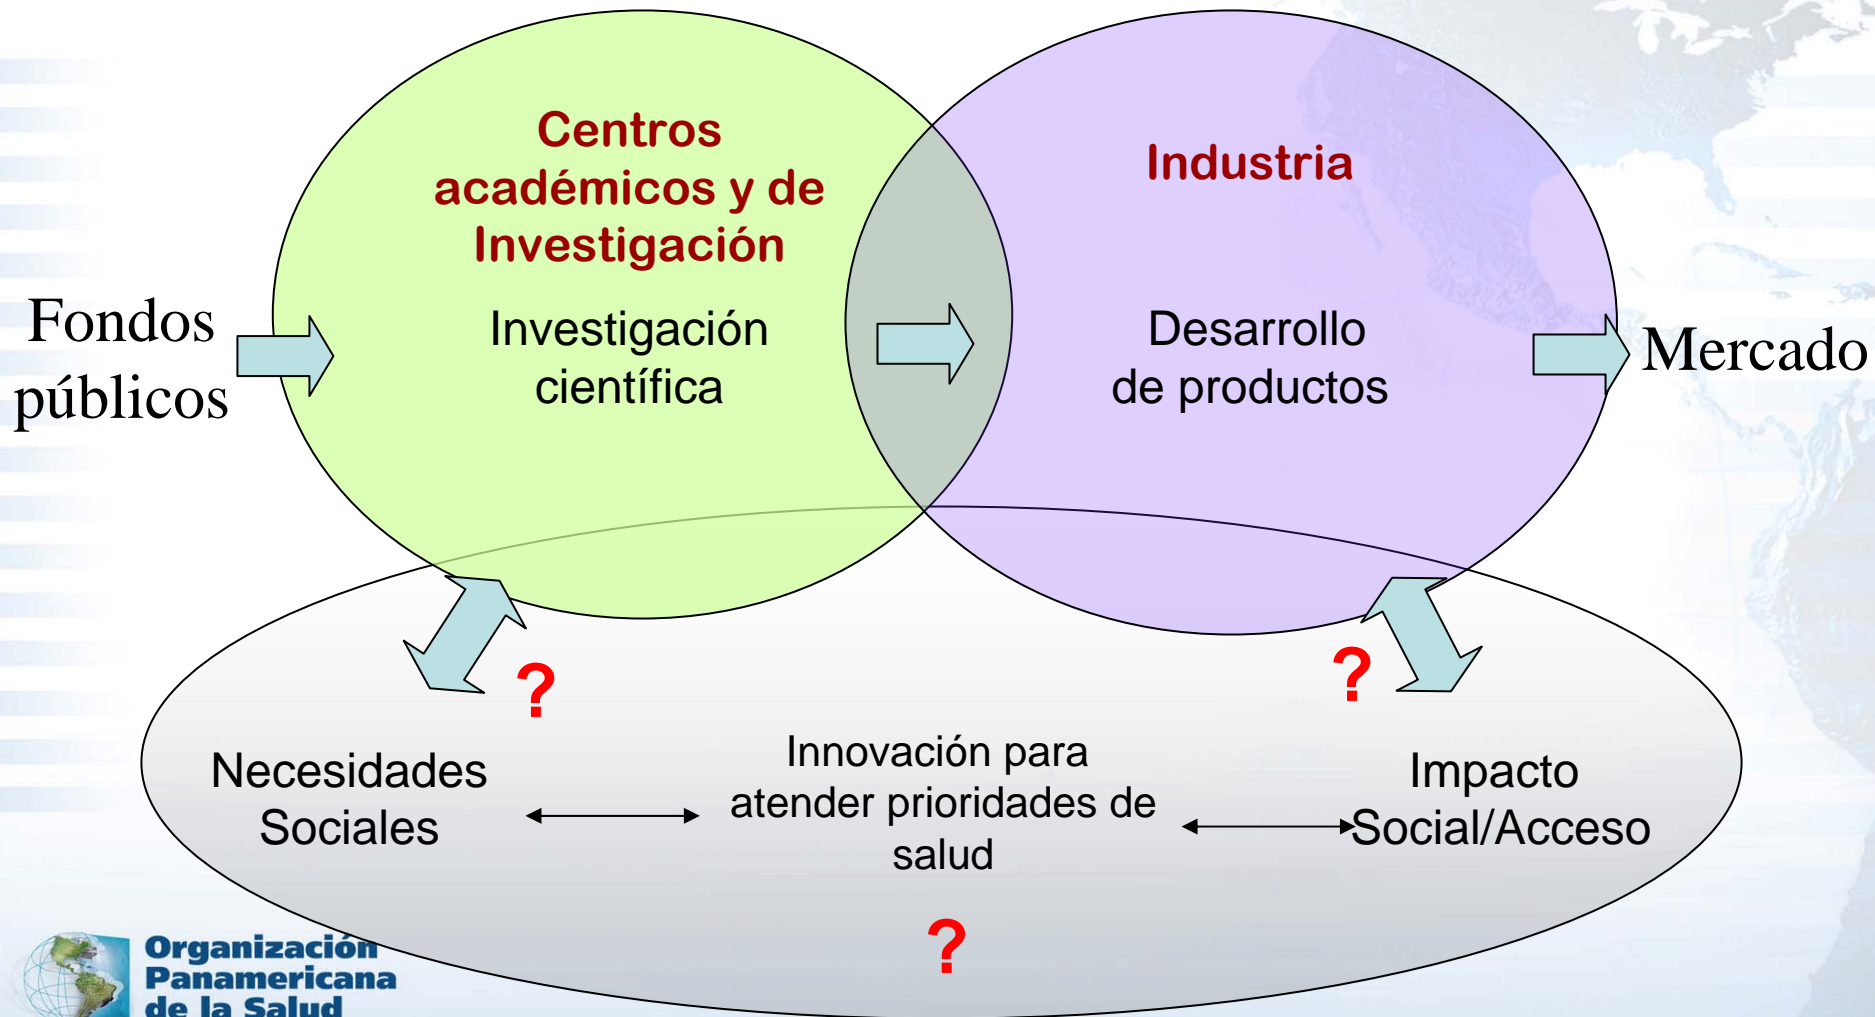 Centros
académicos y de
Investigación
Industria
Fondos
públicos
Investigación
científica
Desarrollo
de productos
Mercado
?
?
Necesidades
Sociales
Innovación para
atender prioridades de
salud
Impacto
Social/Acceso
?
Organización
Panamericana
de la Salud